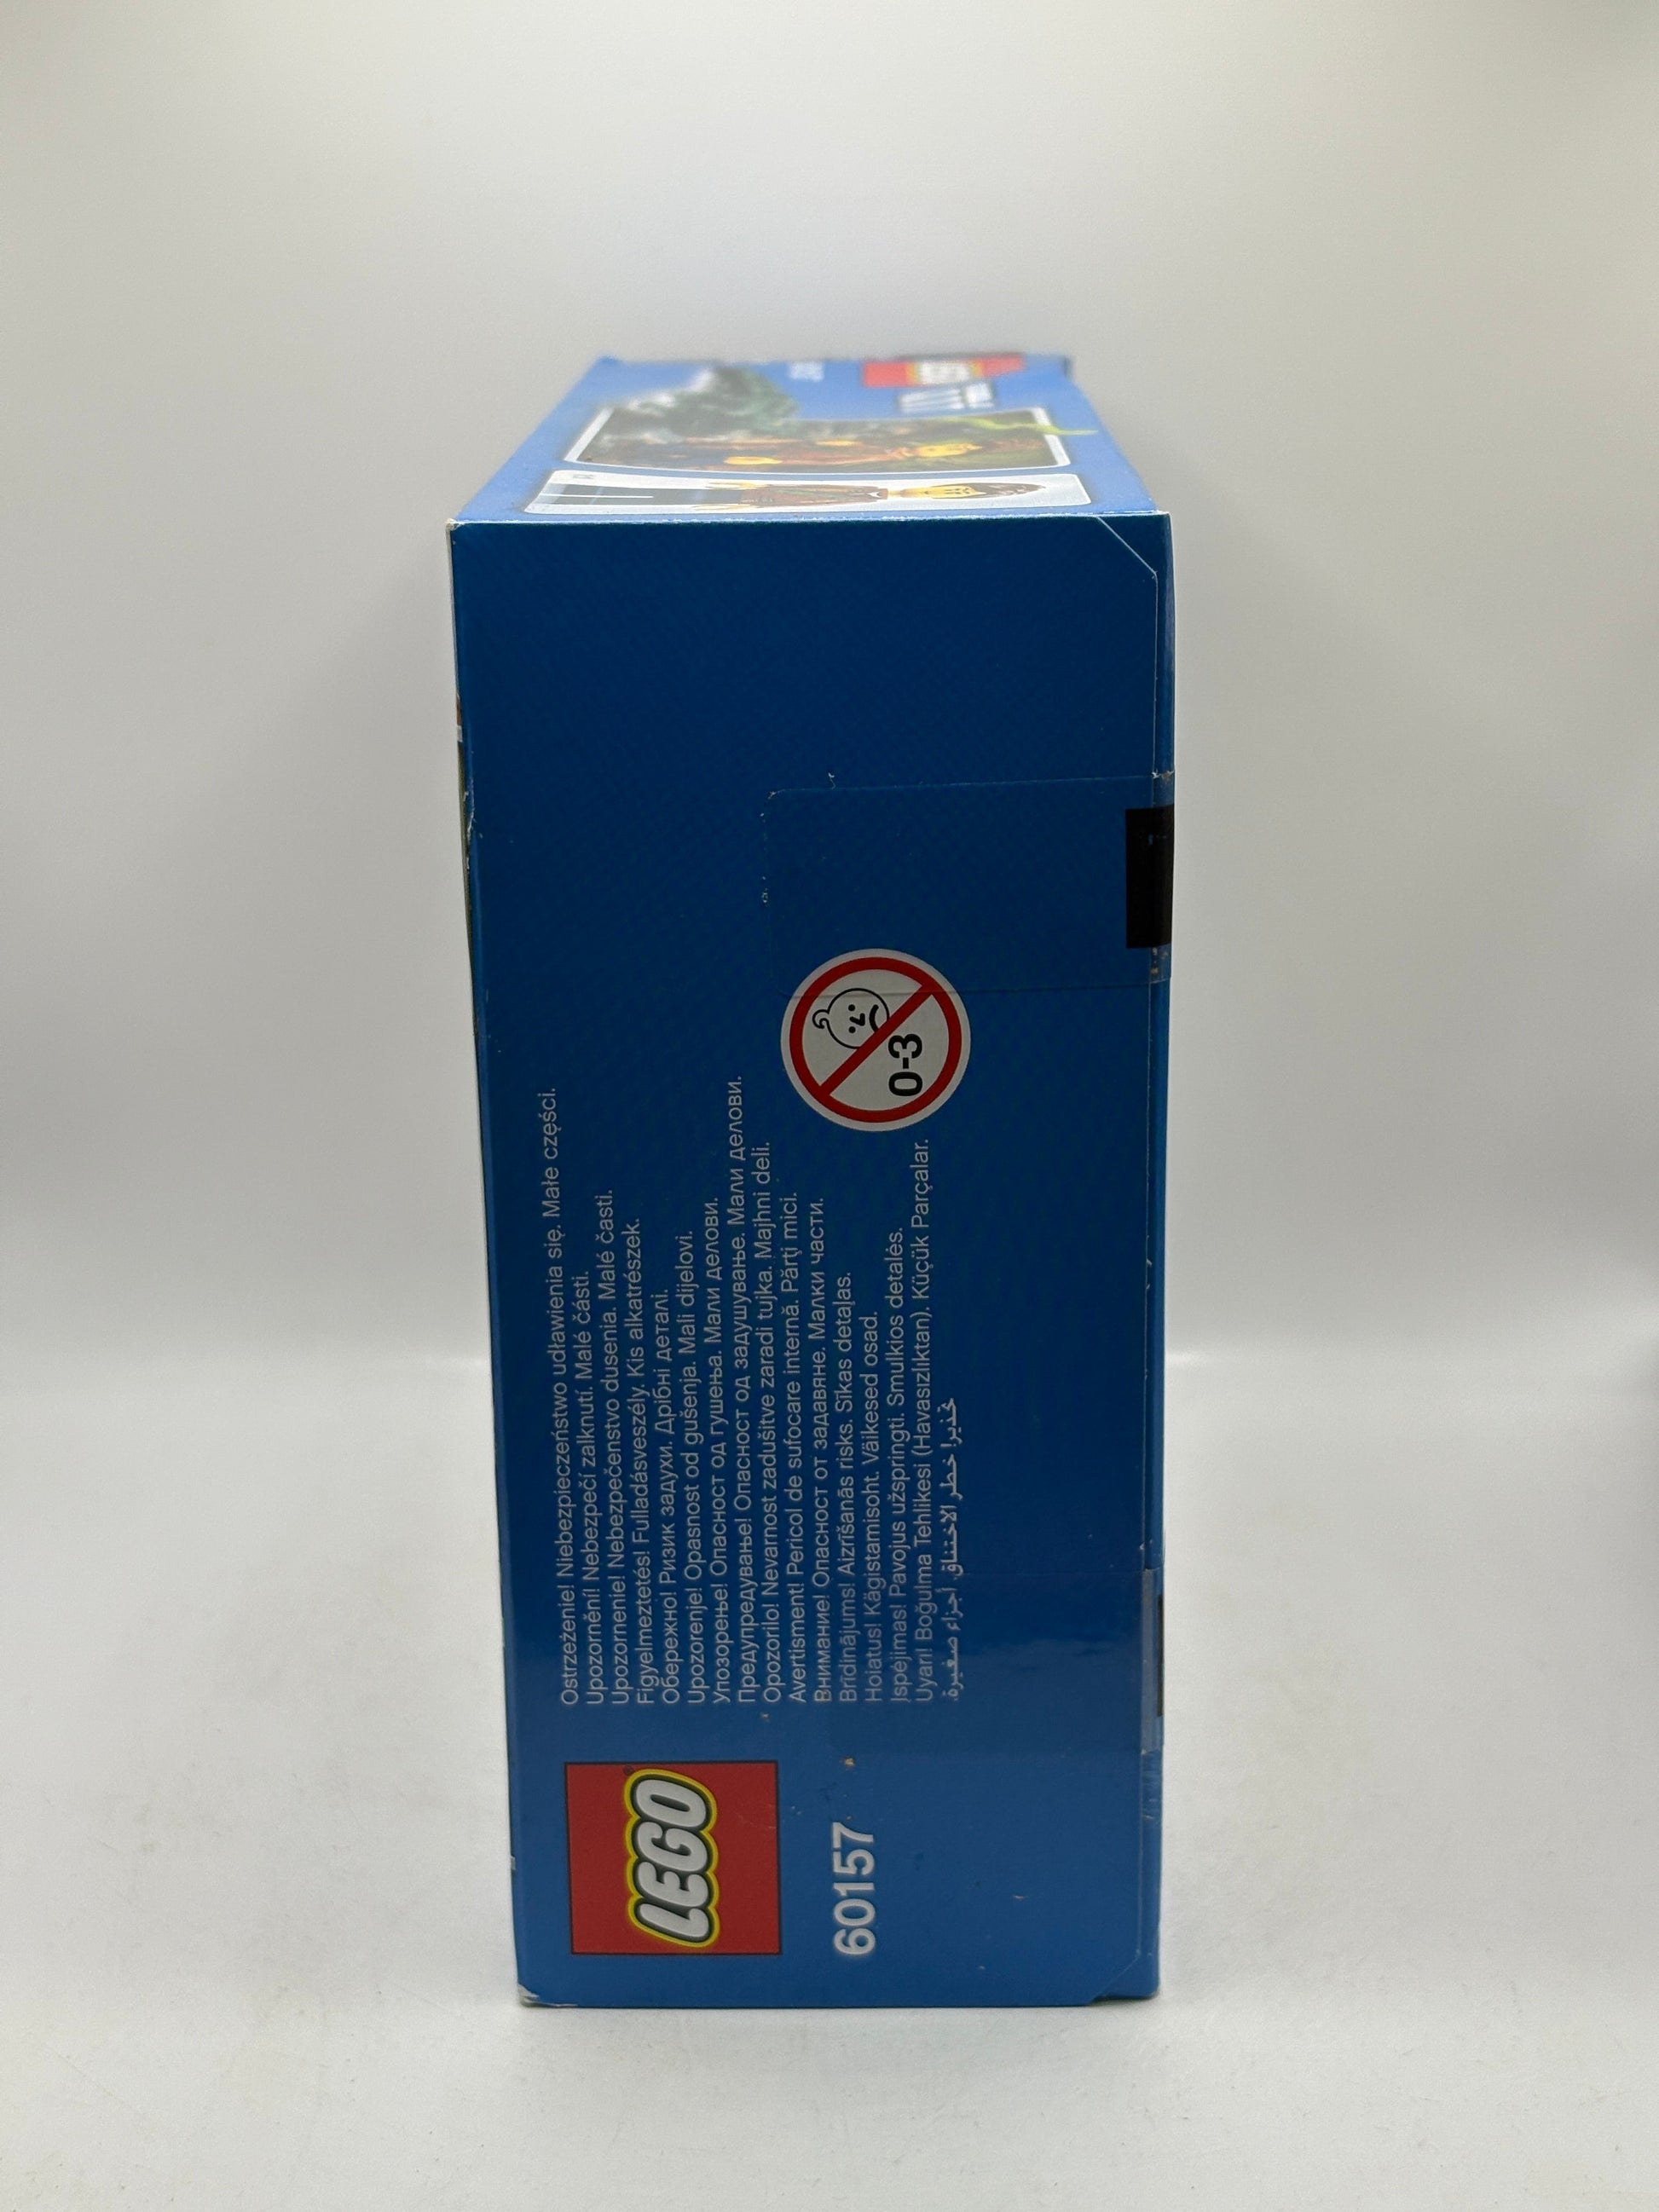 Ostrzeżenie! Niebezpieczeństwo udławienia się. Małe części.
Upozornění! Nebezpečí zalknutí. Malé části.
Upozornenie! Nebezpečenstvo dusenia. Malé časti.
Figyelmeztetés! Fulladásveszély. Kis alkatrészek.
Обережно! Ризик задухи. Дрібні деталі.
Upozorenje! Opasnost od gušenja. Mali dijelovi.
Упозорење! Опасност од гушења. Мали делови.
Предупредување! Опасност од задушување. Мали делови.
Opozorilo! Nevarnost zadušitve zaradi tujka. Majhni deli.
Avertisment! Pericol de sufocare internă. Părţi mici.
Внимание! Опасност от задавяне. Малки части.
Brīdinājums! Aizrīšanās risks. Sīkas detaļas.
Hoiatus! Kägistamisoht. Väikesed osad.
Įspėjimas! Pavojus užspringti. Smulkios detalės.
Uyarı! Boğulma Tehlikesi (Havasızlıktan). Küçük Parçalar.
تحذير! خطر الاختناق. أجزاء صغيرة.
0-3
LEGO
60157